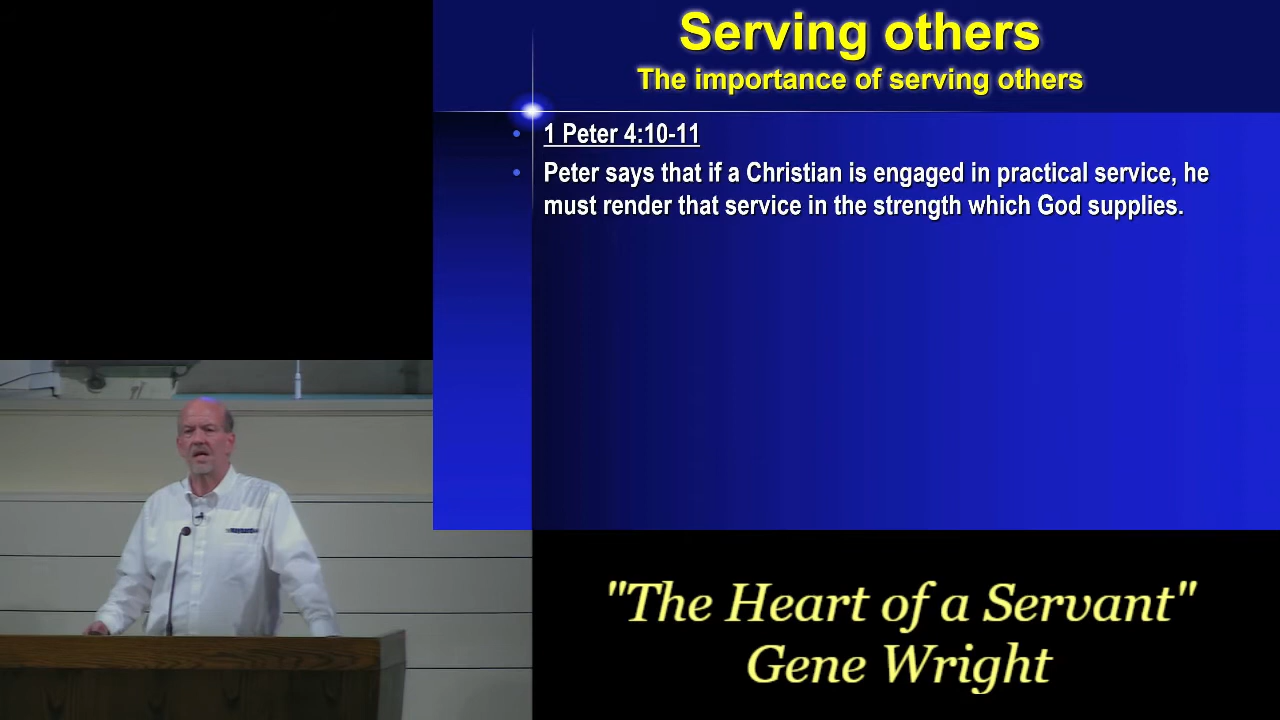 Serving others
The importance of serving others
• 1 Peter 4:10-11
• Peter says that if a Christian is engaged in practical service, he
must render that service in the strength which God supplies.
"The Heart of a Servant"
Gene Wright